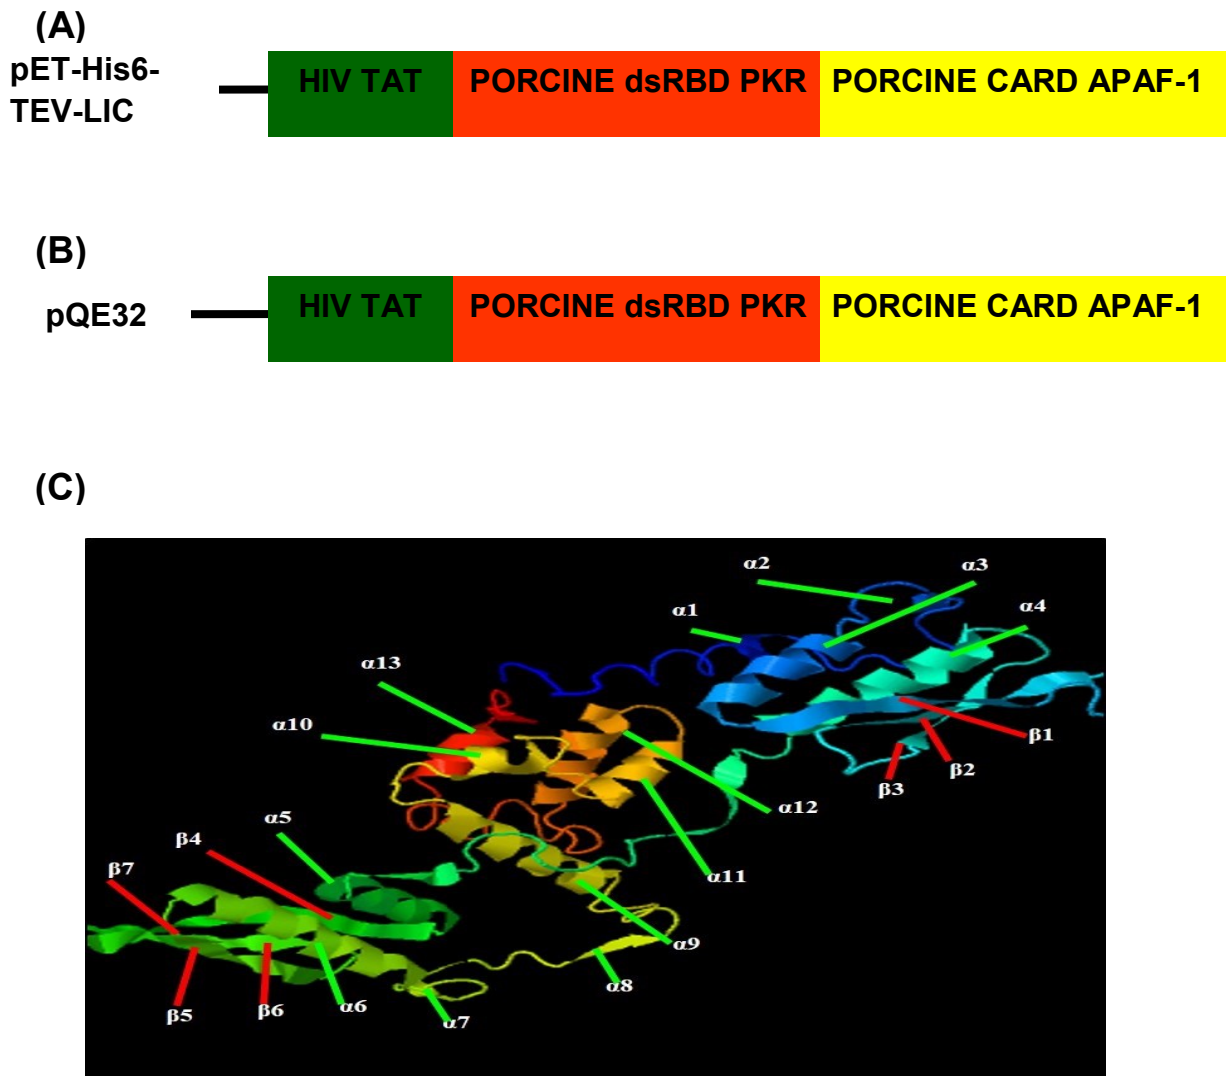 (A)
pET-His6-
TEV-LIC
HIV TAT PORCINE dsRBD PKR PORCINE CARD APAF-1
(B)
pQE32
HIV TAT PORCINE dsRBD PKR PORCINE CARD APAF-1
(C)
α2
α3
α1
α4
α13
α10
β1
β2
β3
α12
α5
β4
β7
α11
α9
α8
α6
β6
β5
α7